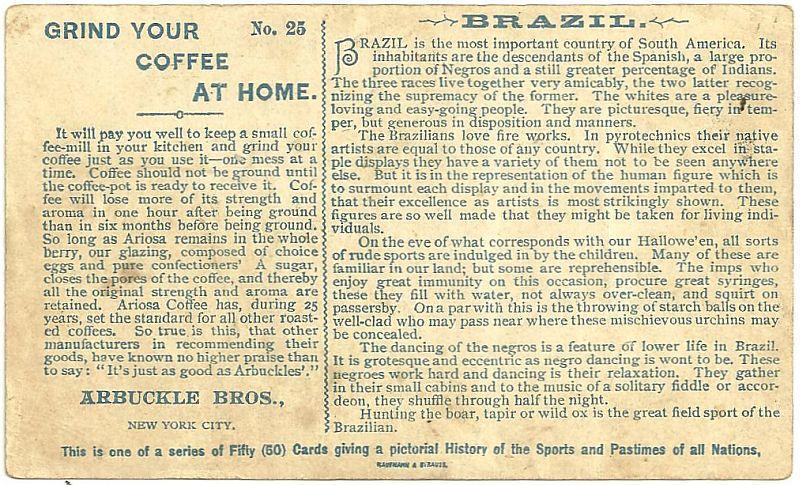 GRIND YOUR No. 25
COFFEE
AT HOME.
It will pay you well to keep a small cof-
fee-mill in your kitchen and grind your
coffee just as you use it—one mess at a
time. Coffee should not be ground until
the coffee-pot is ready to receive it. Cof-
fee will lose more of its strength and
aroma in one hour after being ground
than in six months before being ground.
So long as Ariosa remains in the whole
berry, our glazing, composed of choice
eggs and pure confectioners' A sugar,
closes the pores of the coffee, and thereby
all the original strength and aroma are
retained. Ariosa Coffee has, during 25
years, set the standard for all other roast-
ed coffees. So true is this, that other
manufacturers in recommending their
goods, have known no higher praise than
to say: "It's just as good as Arbuckles'."
ARBUCKLE BROS.,
NEW YORK CITY.
BRAZIL.
BRAZIL is the most important country of South America. Its
inhabitants are the descendants of the Spanish, a large pro-
portion of Negros and a still greater percentage of Indians.
The three races live together very amicably, the two latter recog-
nizing the supremacy of the former. The whites are a pleasure-
loving and easy-going people. They are picturesque, fiery in tem-
per, but generous in disposition and manners.
The Brazilians love fire works. In pyrotechnics their native
artists are equal to those of any country. While they excel in sta-
ple displays they have a variety of them not to be seen anywhere
else. But it is in the representation of the human figure which is
to surmount each display and in the movements imparted to them,
that their excellence as artists is most strikingly shown. These
figures are so well made that they might be taken for living indi-
viduals.
On the eve of what corresponds with our Hallowe'en, all sorts
of rude sports are indulged in by the children. Many of these are
familiar in our land; but some are reprehensible. The imps who
enjoy great immunity on this occasion, procure great syringes,
these they fill with water, not always over-clean, and squirt on
passersby. On a par with this is the throwing of starch balls on the
well-clad who may pass near where these mischievous urchins may
be concealed.
The dancing of the negros is a feature of lower life in Brazil.
It is grotesque and eccentric as negro dancing is wont to be. These
negroes work hard and dancing is their relaxation. They gather
in their small cabins and to the music of a solitary fiddle or accor-
deon, they shuffle through half the night.
Hunting the boar, tapir or wild ox is the great field sport of the
Brazilian.
This is one of a series of Fifty (50) Cards giving a pictorial History of the Sports and Pastimes of all Nations,
KAUFMANN & STRAUSS.